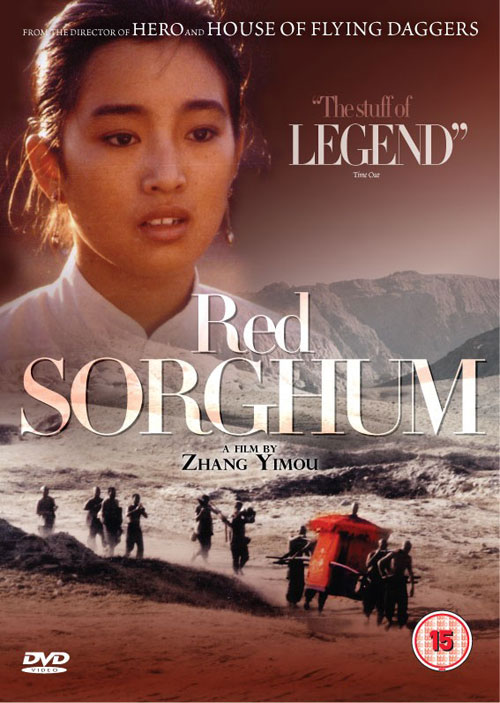 FROM THE DIRECTOR OF HERO AND HOUSE OF FLYING DAGGERS
"The stuff of
LEGEND"
Time Out
Red
SORGHUM
A FILM BY
ZHANG YIMOU
15
DVD
VIDEO